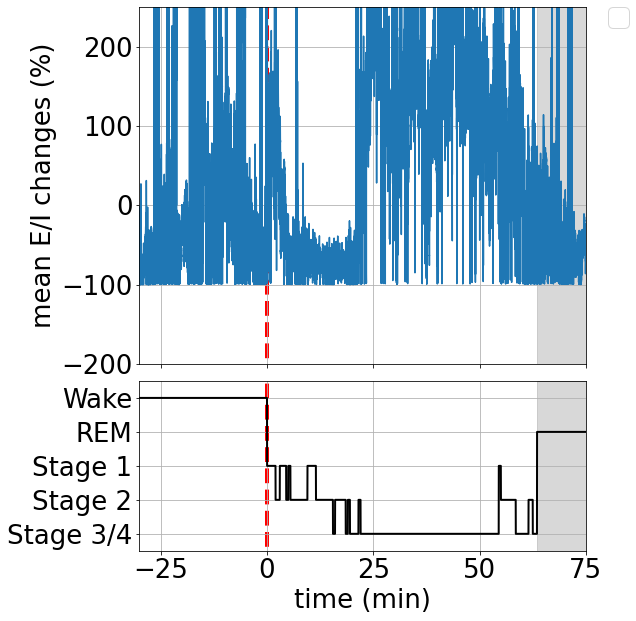 mean E/I changes (%)
200
100
0
−100
−200
Wake
REM
Stage 1
Stage 2
Stage 3/4
−25
0
25
50
75
time (min)